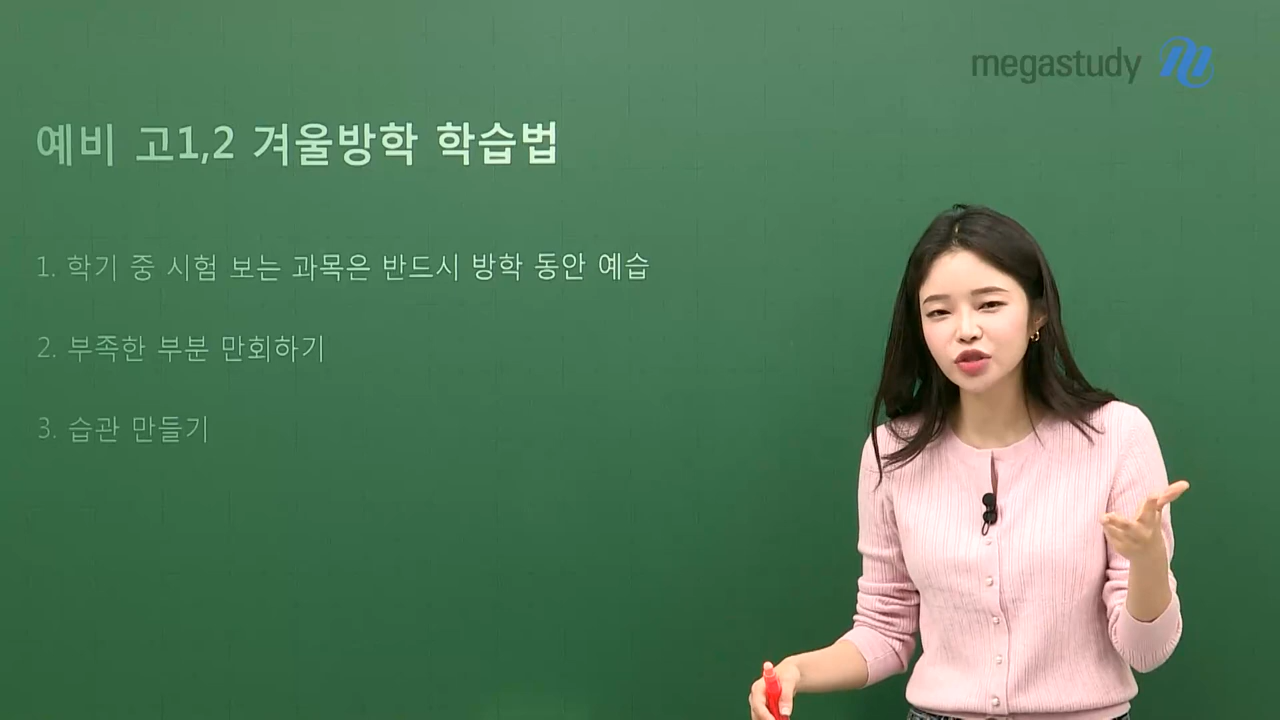 megastudy
예비 고1,2 겨울방학 학습법
1. 학기 중 시험 보는 과목은 반드시 방학 동안 예습
2. 부족한 부분 만회하기
3. 습관 만들기